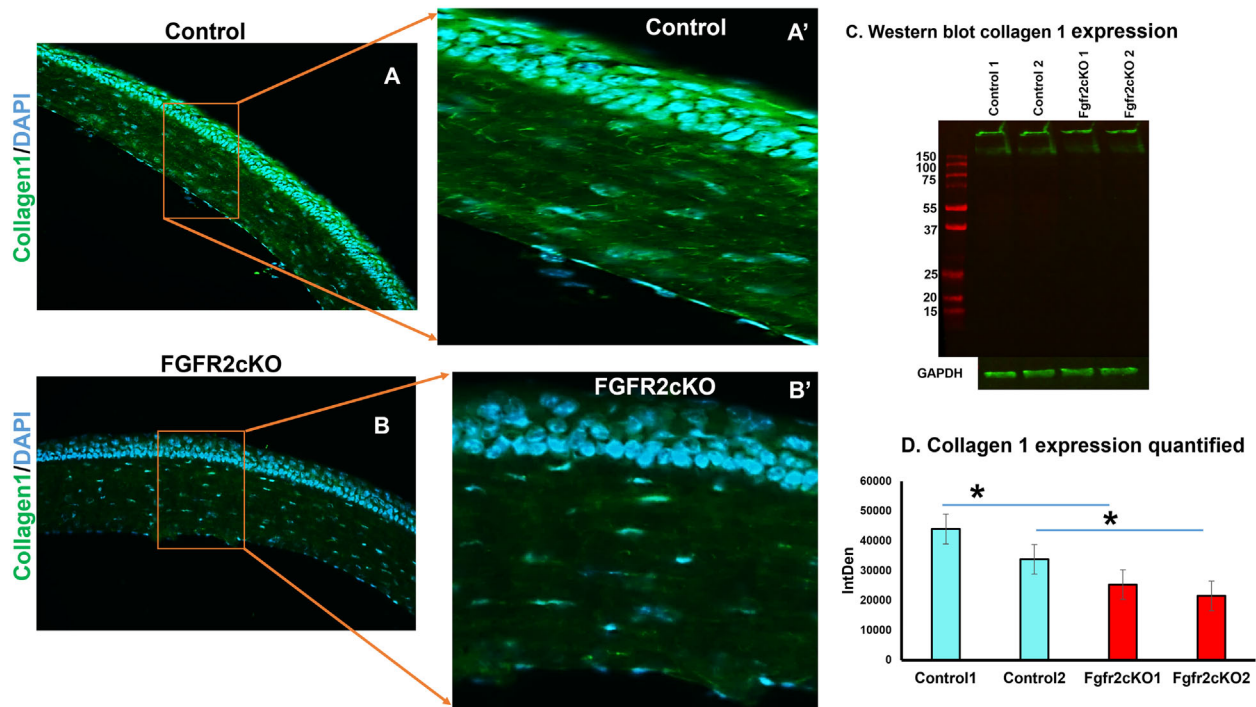 Control
A
Collagen1/DAPI
Control
A'
FGFR2cKO
B
Collagen1/DAPI
FGFR2cKO
B'
C. Western blot collagen 1 expression
Control 1
Control 2
Fgfr2cKO 1
Fgfr2cKO 2
150
100
75
55
37
25
20
15
GAPDH
D. Collagen 1 expression quantified
60000
50000
40000
30000
20000
10000
0
IntDen
*
*
Control1 Control2 Fgfr2cKO1 Fgfr2cKO2